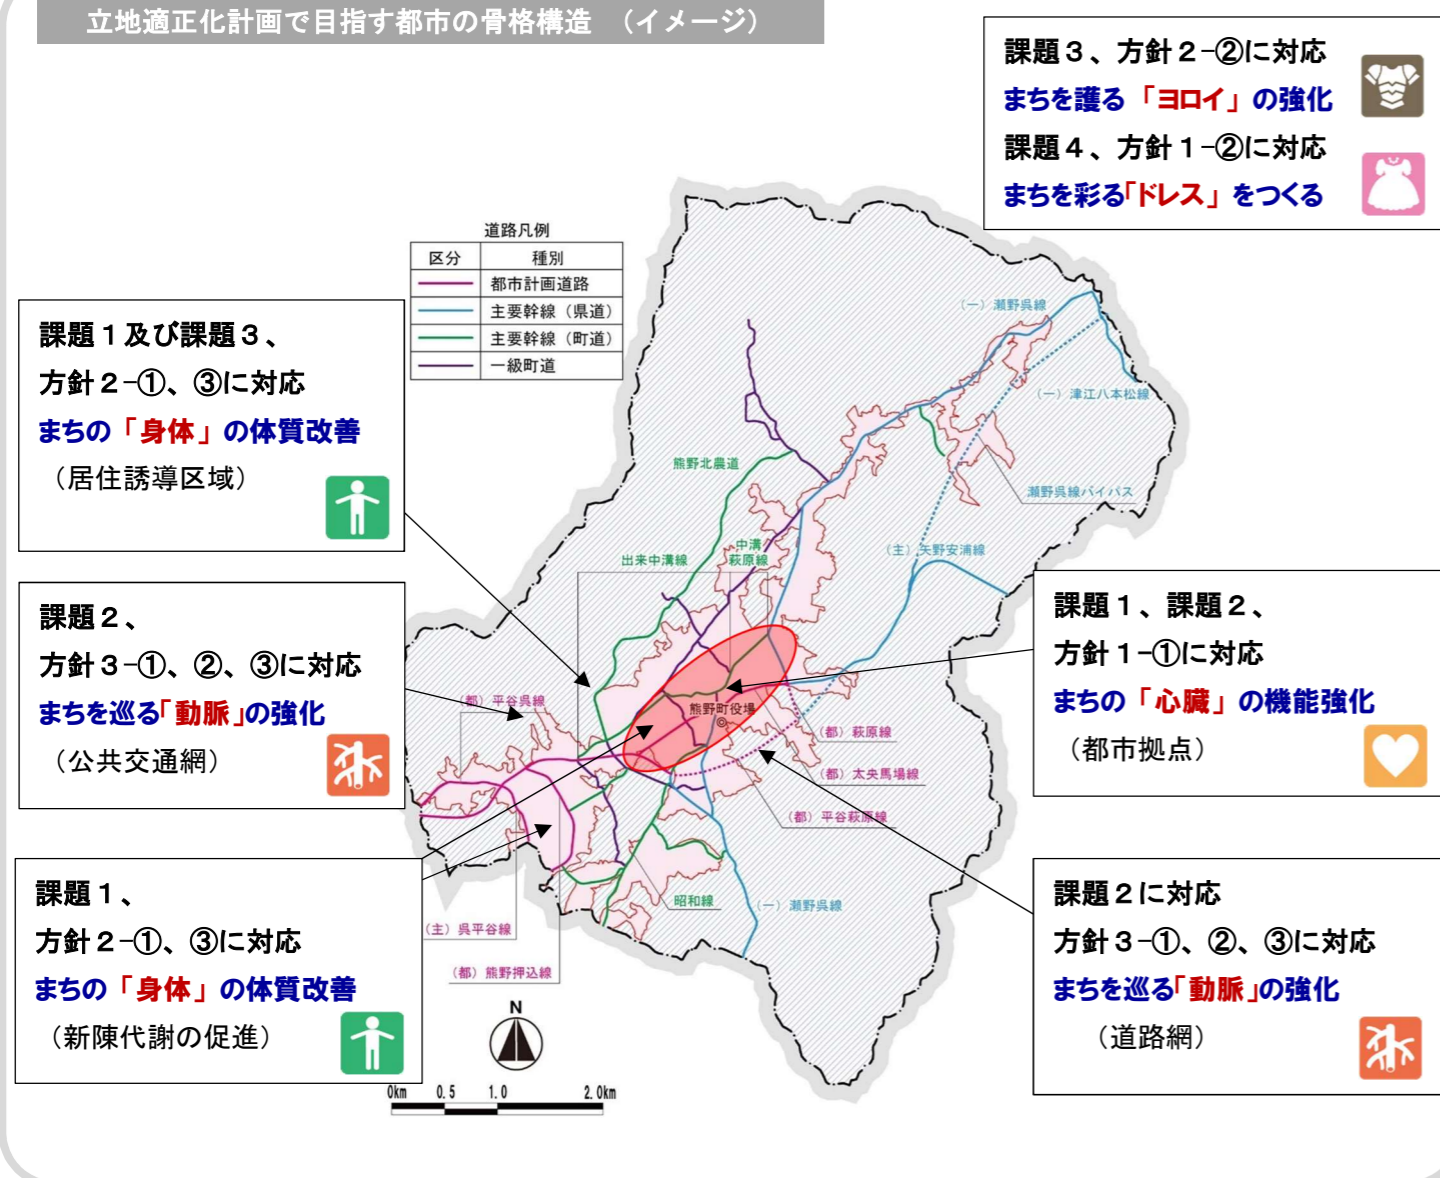 立地適正化計画で目指す都市の骨格構造　（イメージ）
課題３、方針２-②に対応
まちを護る「ヨロイ」の強化
課題４、方針１-②に対応
まちを彩る「ドレス」をつくる
道路凡例
区分　種別
都市計画道路
主要幹線（県道）
主要幹線（町道）
一級町道
課題１及び課題３、
方針２-①、③に対応
まちの「身体」の体質改善
（居住誘導区域）
課題２、
方針３-①、②、③に対応
まちを巡る「動脈」の強化
（公共交通網）
課題１、
方針２-①、③に対応
まちの「身体」の体質改善
（新陳代謝の促進）
（一）瀬野呉線
（一）津江八本松線
熊野北農道
瀬野呉線バイパス
（主）矢野安浦線
出来中溝線
中溝
萩原線
（都）平谷呉線
熊野町役場
（都）萩原線
（都）太央馬場線
（都）平谷萩原線
昭和線
（一）瀬野呉線
（主）呉平谷線
（都）熊野押込線
課題１、課題２、
方針１-①に対応
まちの「心臓」の機能強化
（都市拠点）
課題２に対応
方針３-①、②、③に対応
まちを巡る「動脈」の強化
（道路網）
N
0km　0.5　1.0　2.0km